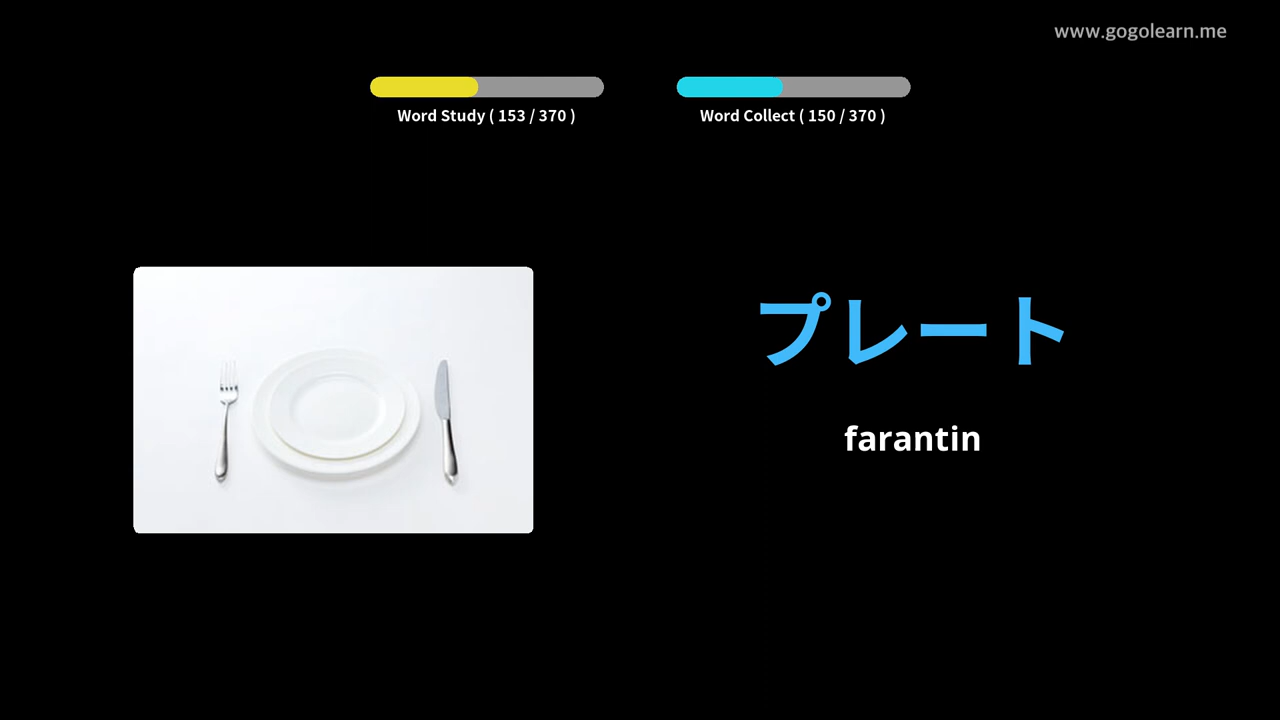 www.gogolearn.me
Word Study ( 153 / 370 )
Word Collect ( 150 / 370 )
プレート
farantin